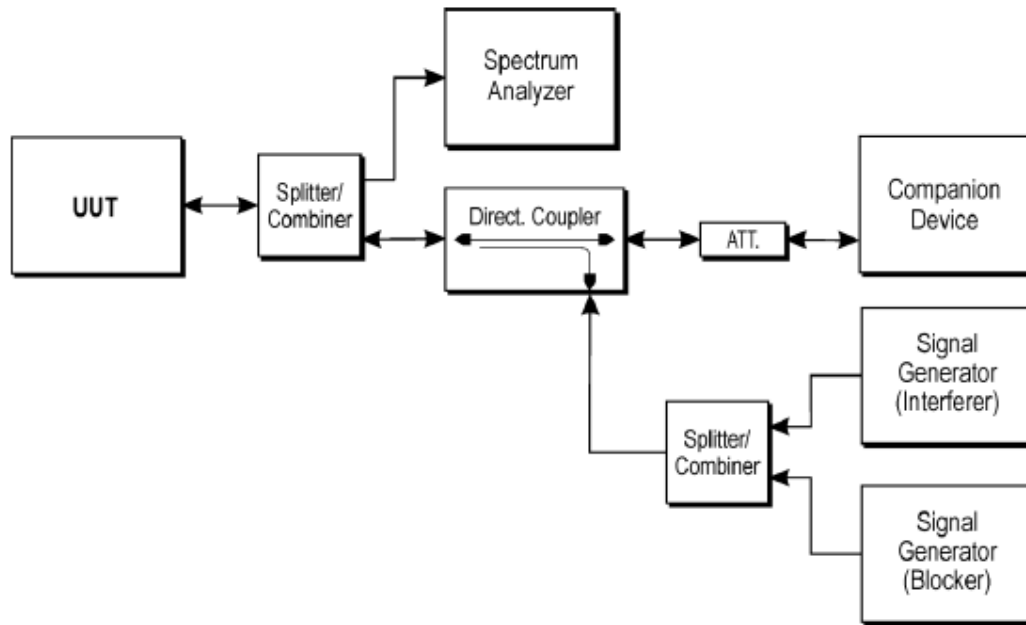 Spectrum
Analyzer
UUT
Splitter/
Combiner
Direct. Coupler
ATT.
Companion
Device
Signal
Generator
(Interferer)
Splitter/
Combiner
Signal
Generator
(Blocker)